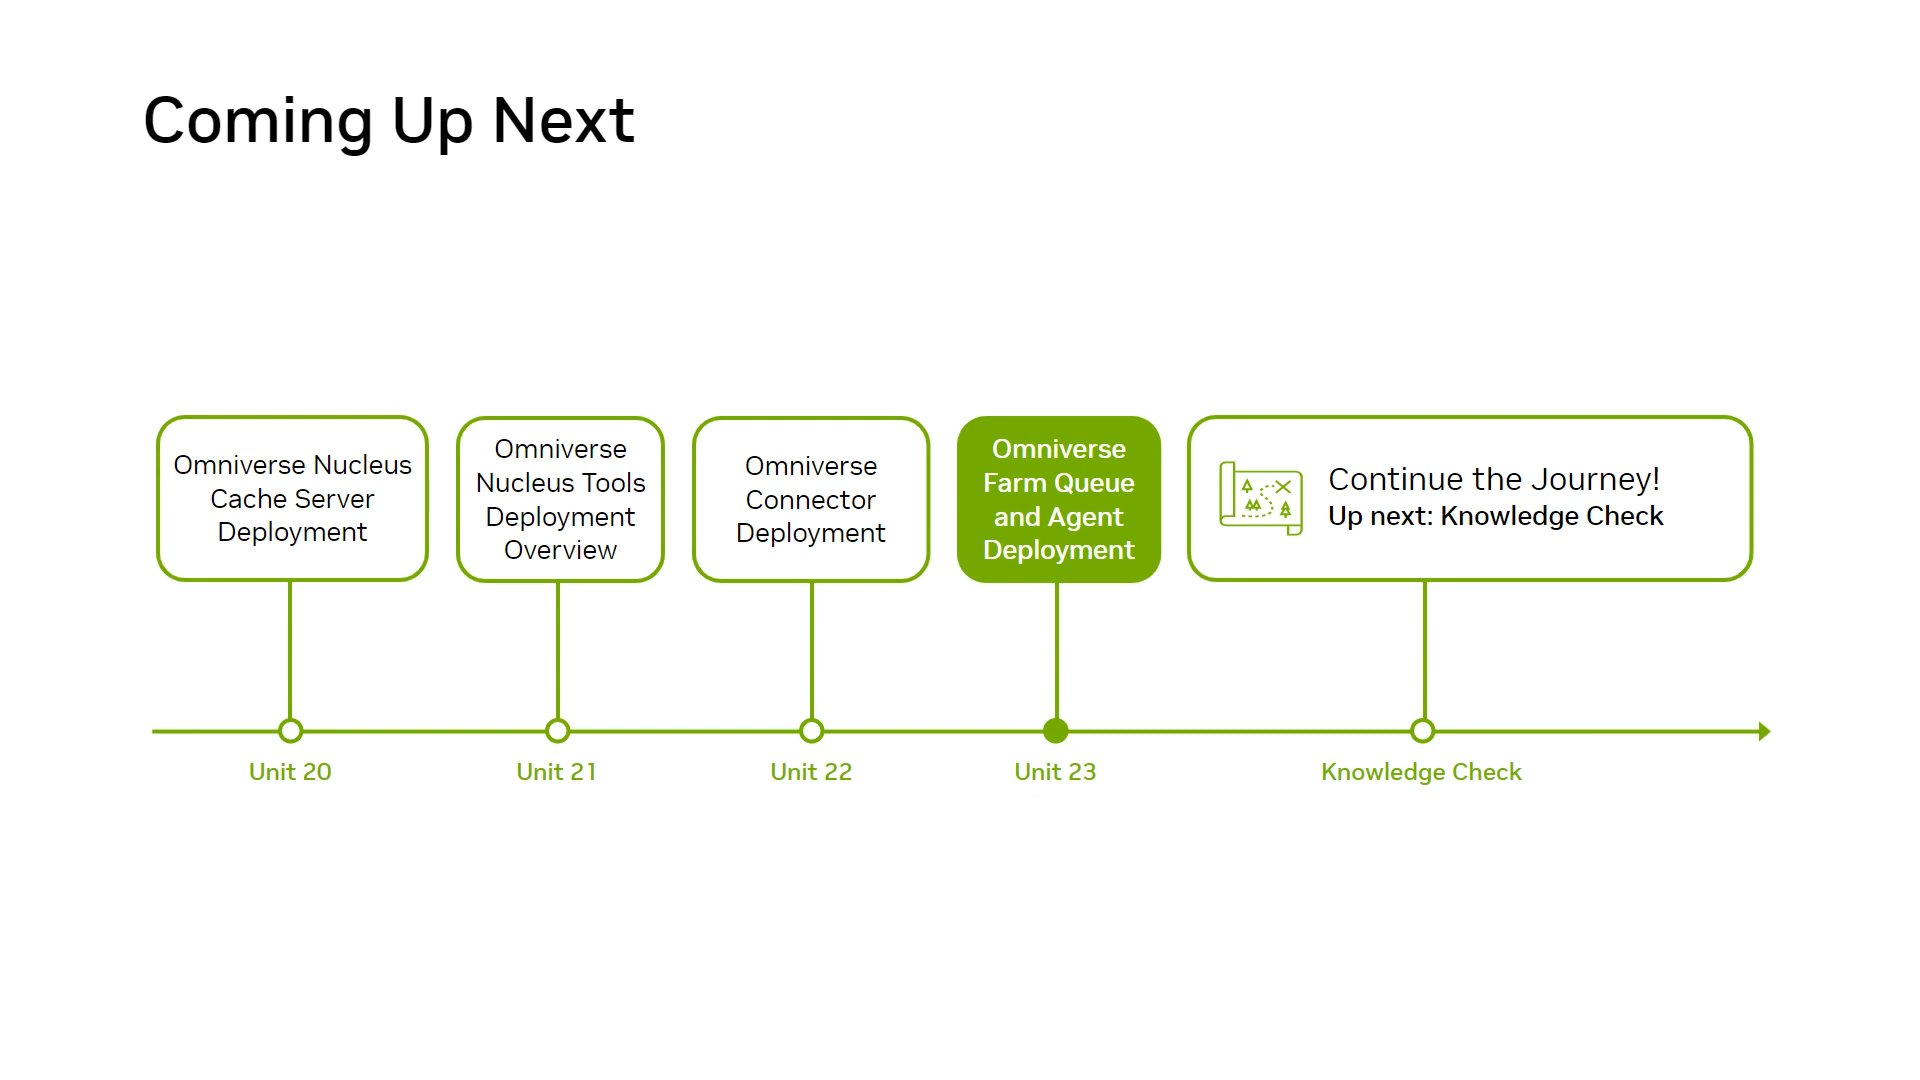 Coming Up Next
Omniverse Nucleus
Cache Server
Deployment
Omniverse
Nucleus Tools
Deployment
Overview
Omniverse
Connector
Deployment
Omniverse
Farm Queue
and Agent
Deployment
Continue the Journey!
Up next: Knowledge Check
Unit 20
Unit 21
Unit 22
Unit 23
Knowledge Check